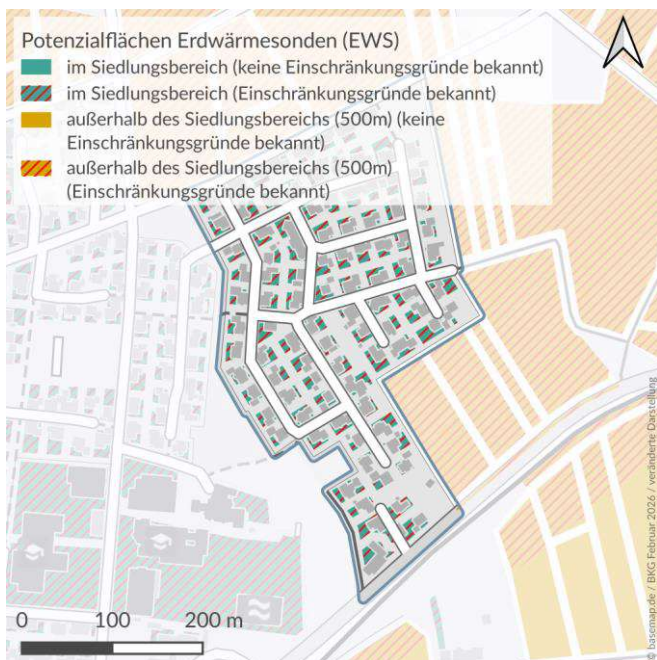 Potenzialflächen Erdwärmesonden (EWS)
im Siedlungsbereich (keine Einschränkungsgründe bekannt)
im Siedlungsbereich (Einschränkungsgründe bekannt)
außerhalb des Siedlungsbereichs (500m) (keine
Einschränkungsgründe bekannt)
außerhalb des Siedlungsbereichs (500m)
(Einschränkungsgründe bekannt)
0 100 200 m
© basemap.de / BKG Februar 2026 / veränderte Darstellung